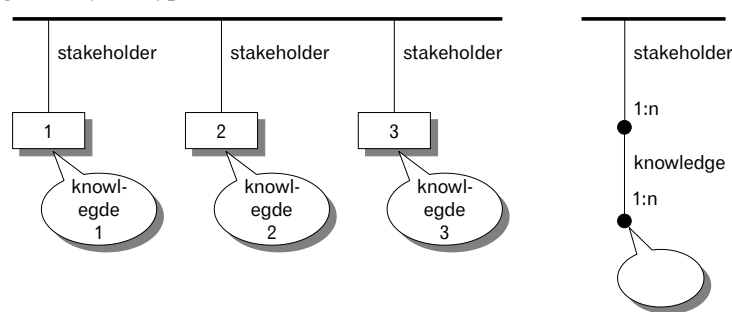 stakeholder stakeholder stakeholder stakeholder
1 2 3
1:n
knowl-
egde
1
knowl-
egde
2
knowl-
egde
3
knowledge
1:n